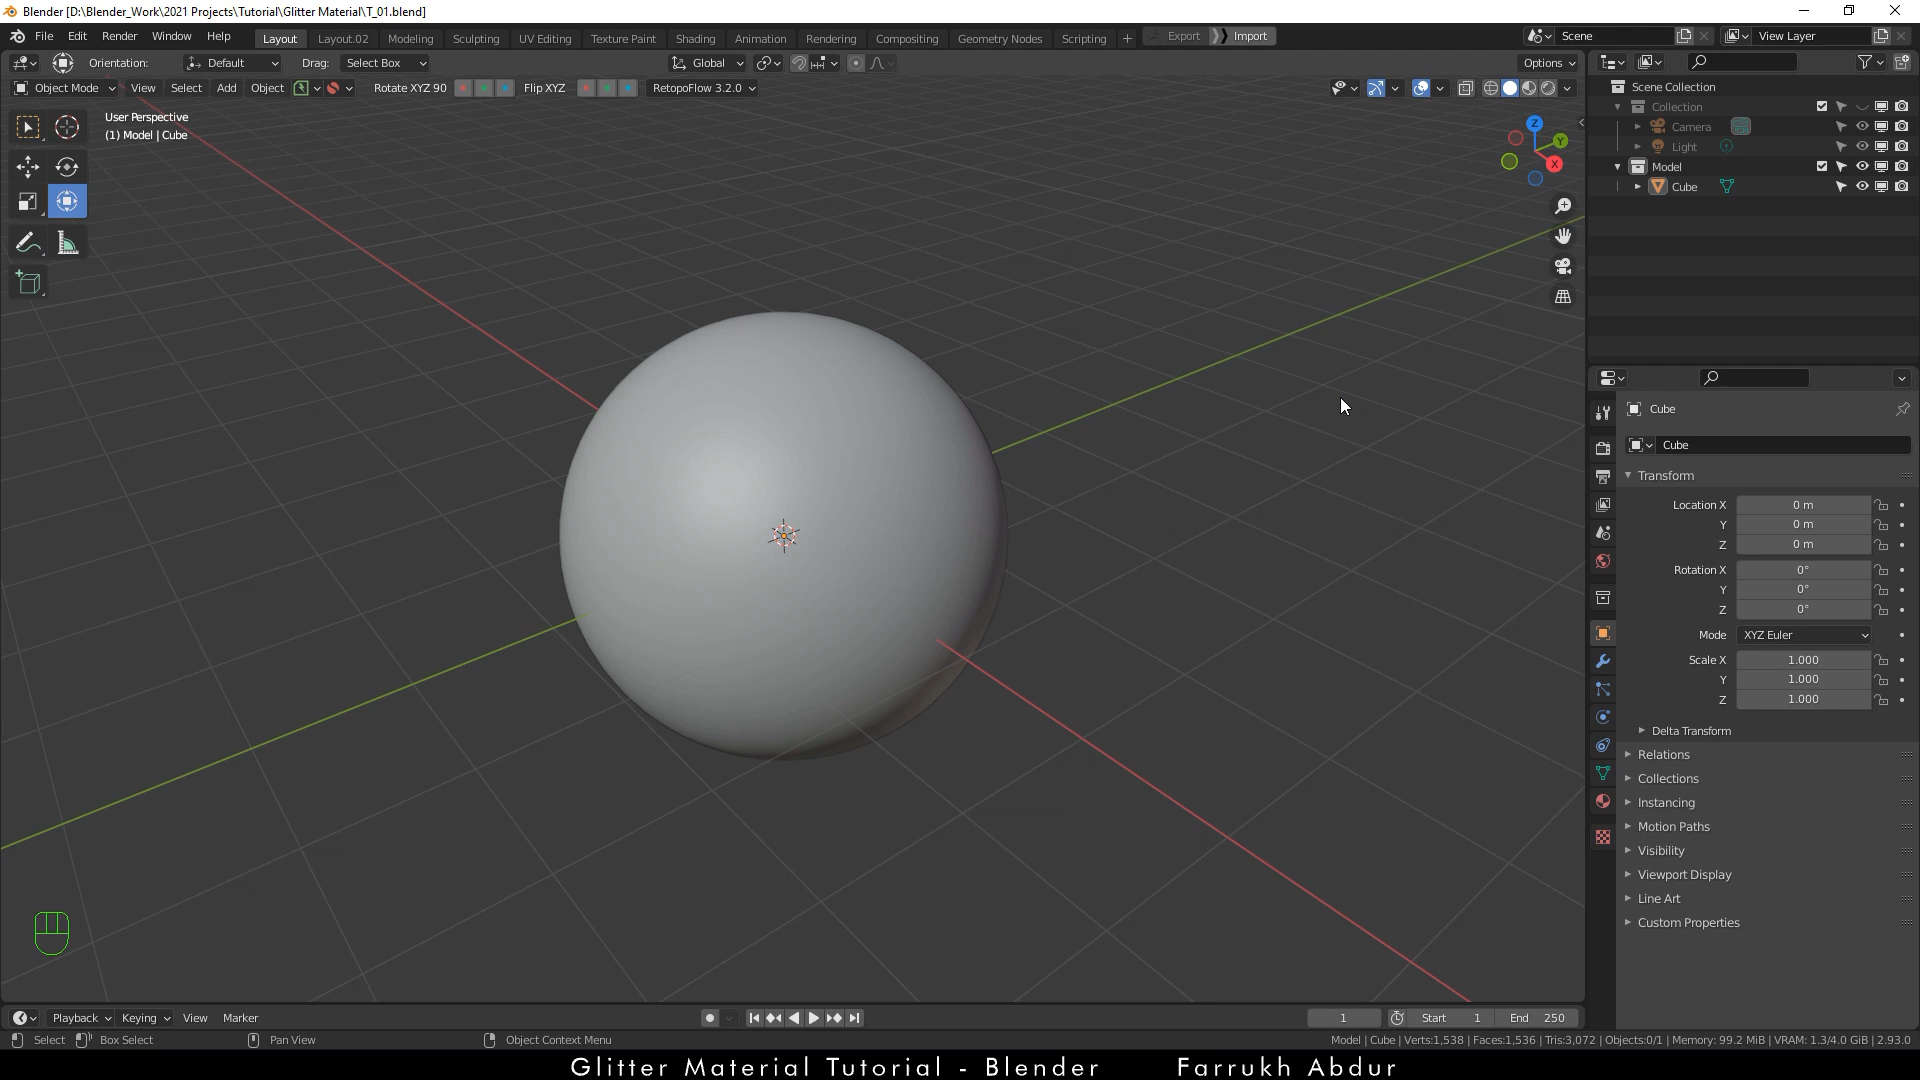 Blender [D:\Blender_Work\2021 Projects\Tutorial\Glitter Material\T_01.blend]
File Edit Render Window Help Layout Layout.02 Modeling Sculpting UV Editing Texture Paint Shading Animation Rendering Compositing Geometry Nodes Scripting + Export Import Scene View Layer
Orientation: Default Drag: Select Box Global Options
Object Mode View Select Add Object Rotate XYZ 90 Flip XYZ RetopoFlow 3.2.0
User Perspective
(1) Model | Cube
Z
Y
X
Scene Collection
Collection
Camera
Light
Model
Cube
Cube
Cube
Transform
Location X 0 m
Y 0 m
Z 0 m
Rotation X 0°
Y 0°
Z 0°
Mode XYZ Euler
Scale X 1.000
Y 1.000
Z 1.000
Delta Transform
Relations
Collections
Instancing
Motion Paths
Visibility
Viewport Display
Line Art
Custom Properties
Playback Keying View Marker 1 Start 1 End 250
Select Box Select Pan View Object Context Menu Model | Cube | Verts:1,538 | Faces:1,536 | Tris:3,072 | Objects:0/1 | Memory: 99.2 MiB | VRAM: 1.3/4.0 GiB | 2.93.0
Glitter Material Tutorial - Blender Farrukh Abdur